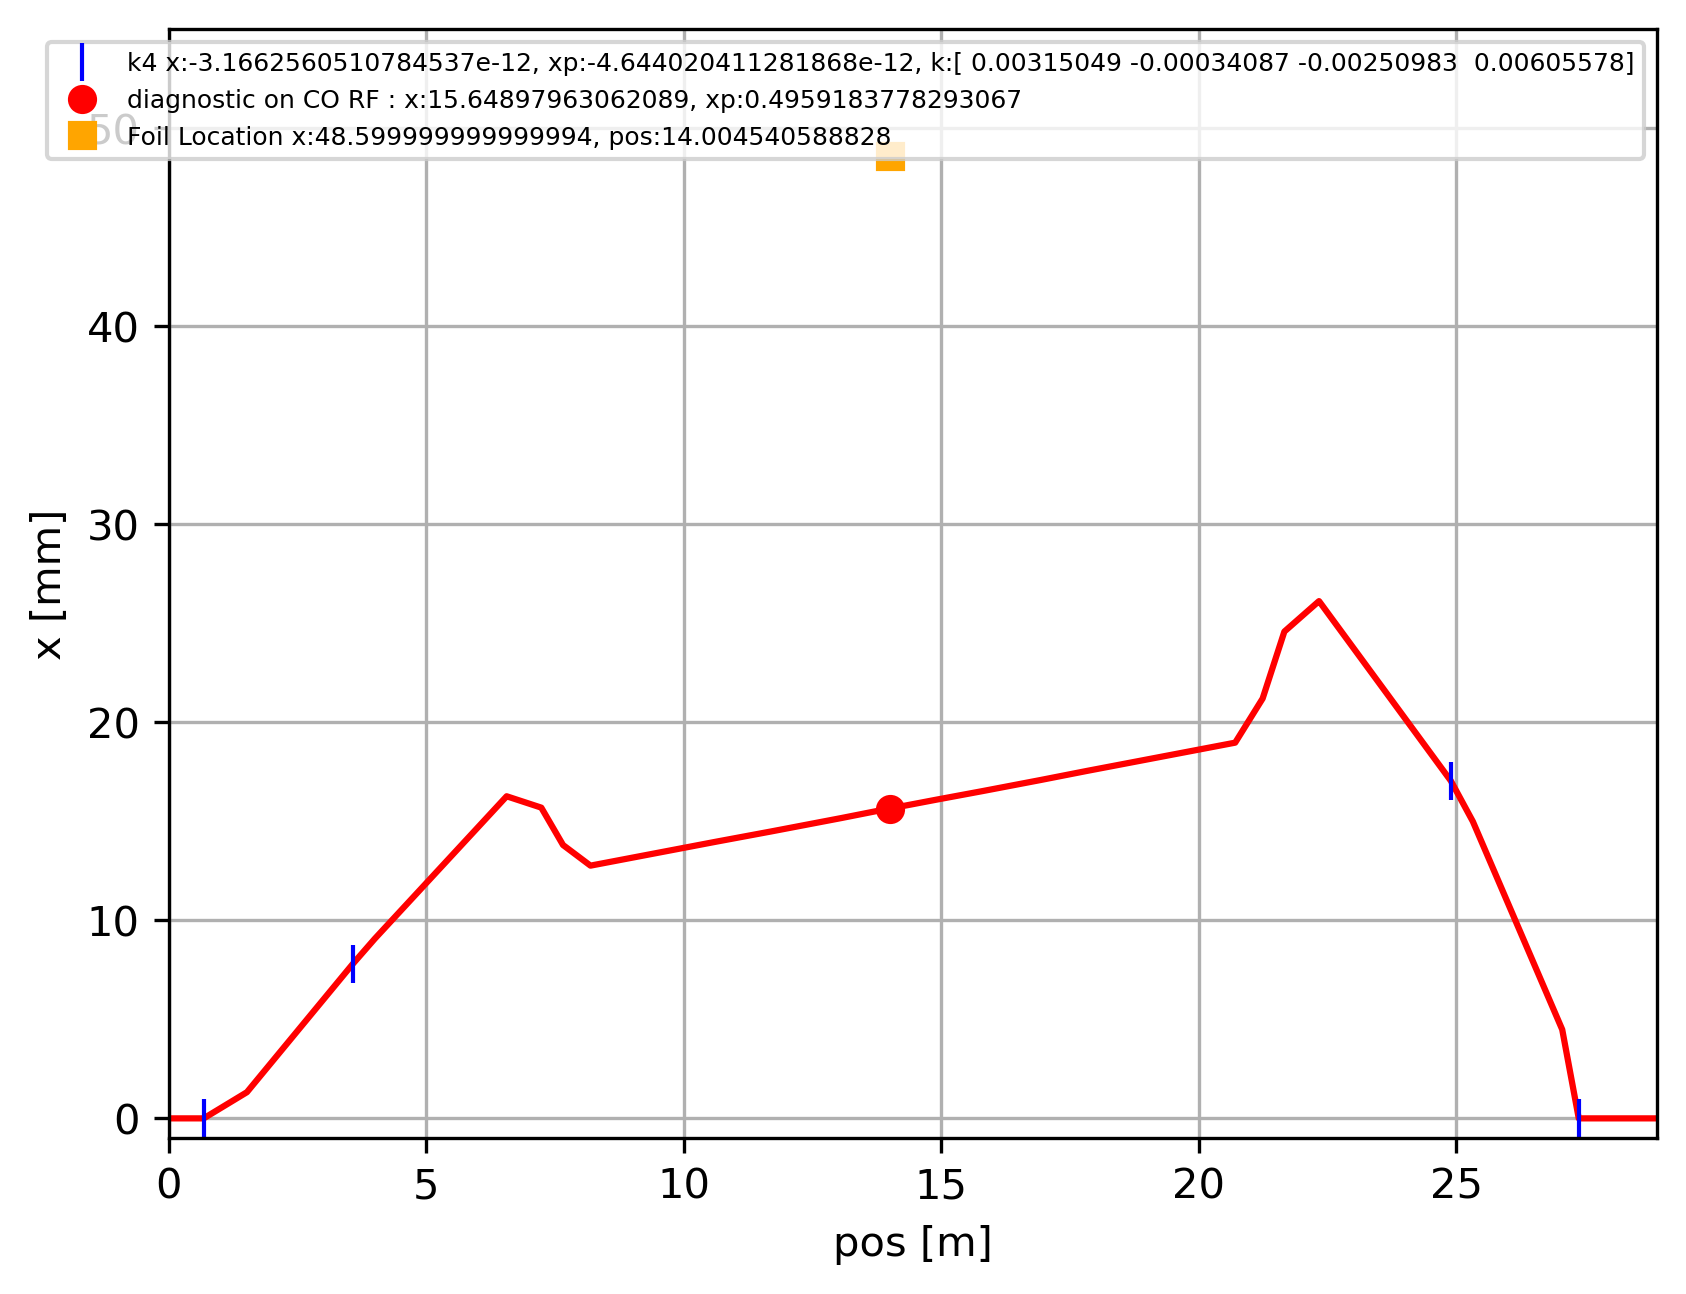 k4 x:-3.1662560510784537e-12, xp:-4.644020411281868e-12, k:[ 0.00315049 -0.00034087 -0.00250983  0.00605578]
diagnostic on CO RF : x:15.64897963062089, xp:0.4959183778293067
Foil Location x:48.599999999999994, pos:14.004540588828
50
40
30
20
10
0
x [mm]
0 5 10 15 20 25
pos [m]